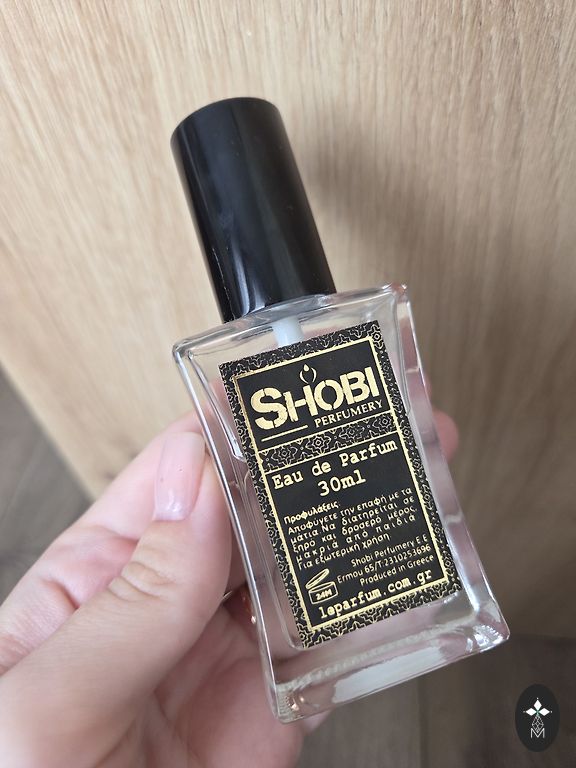 SHOBI
PERFUMERY
Eau de Parfum
30ml
Προφυλάξεις
Αποφύγετε την επαφή με τα
μάτια Να διατηρείται σε
ξηρο και δροσερό μέρος,
μακριά από παιδιά
Για εξωτερική χρήση
Shobi Perfumery E.E
Ermou 65/T:2310253696
Produced in Greece
24M
leparfum.com.gr
M